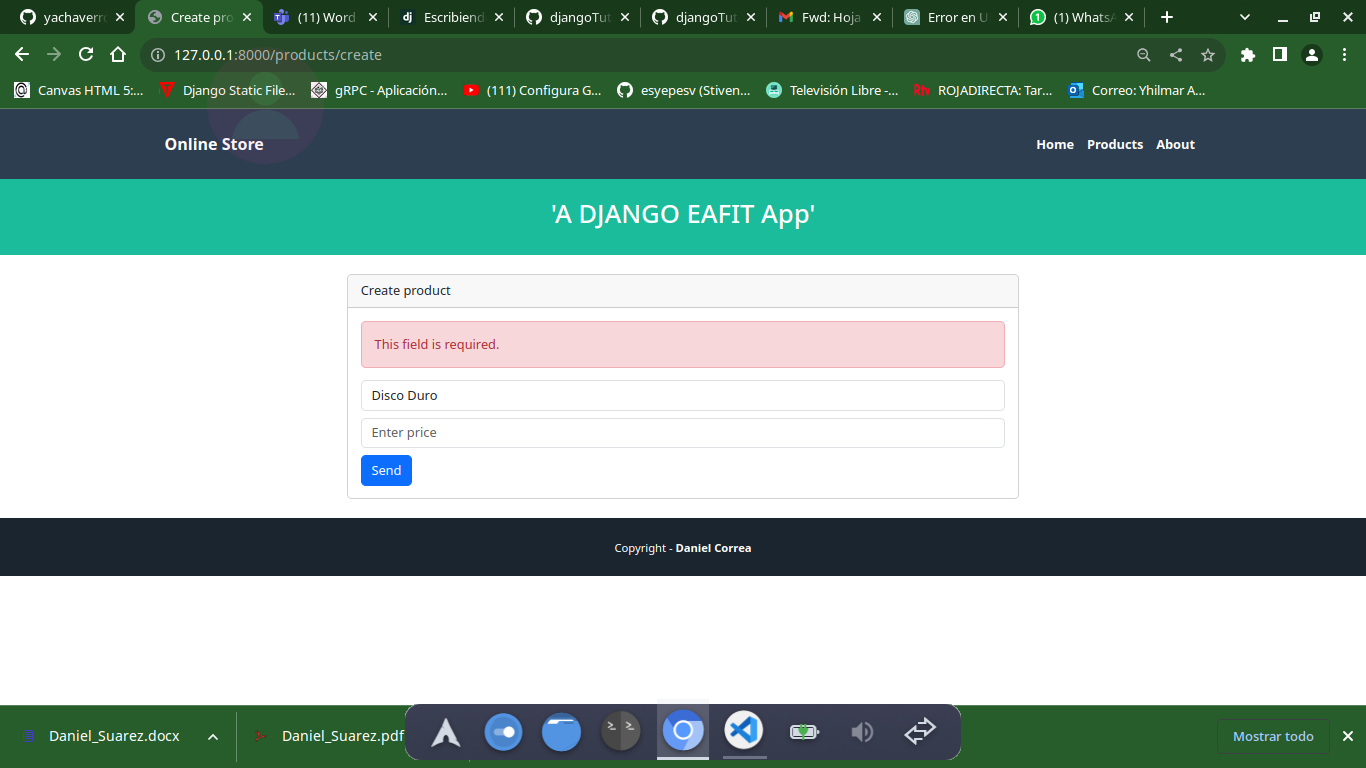 yachaverro
Create pro
(11) Word
Escribiend
djangoTut
djangoTut
Fwd: Hoja
Error en U
(1) WhatsA
127.0.0.1:8000/products/create
Canvas HTML 5:...
Django Static File...
gRPC - Aplicación...
(111) Configura G...
esyepesv (Stiven...
Televisión Libre -...
ROJADIRECTA: Tar...
Correo: Yhilmar A...
Online Store
Home
Products
About
'A DJANGO EAFIT App'
Create product
This field is required.
Disco Duro
Enter price
Send
Copyright - Daniel Correa
Daniel_Suarez.docx
Daniel_Suarez.pdf
Mostrar todo